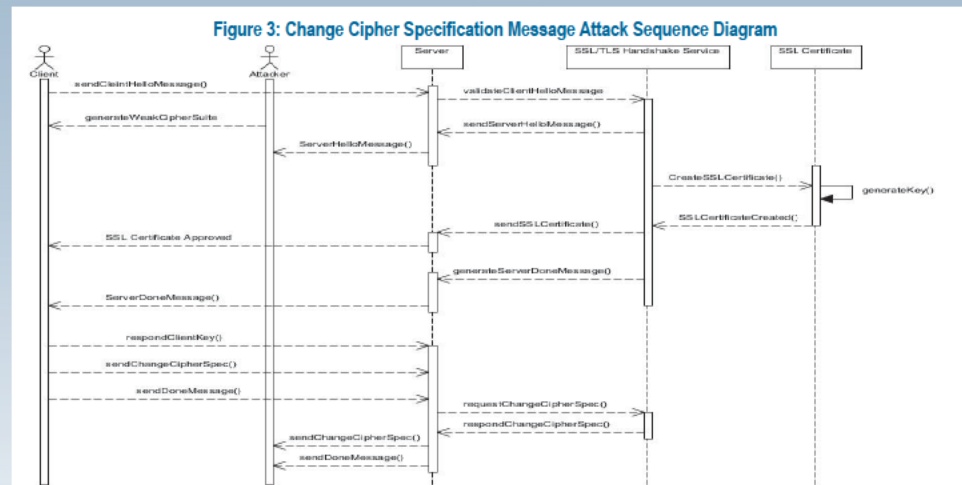 Figure 3: Change Cipher Specification Message Attack Sequence Diagram
Client
Attacker
Server
SSL/TLS Handshake Service
SSL Certificate
sendCleintHelloMessage()
validateClientHelloMessage
generateWeakCipherSuite
sendServerHelloMessage()
ServerHelloMessage()
CreateSSLCertificate()
generateKey()
SSLCertificateCreated()
sendSSLCertificate()
SSL Certificate Approved
generateServerDoneMessage()
ServerDoneMessage()
respondClientKey()
sendChangeCipherSpec()
sendDoneMessage()
requestChangeCipherSpec()
respondChangeCipherSpec()
sendChangeCipherSpec()
sendDoneMessage()